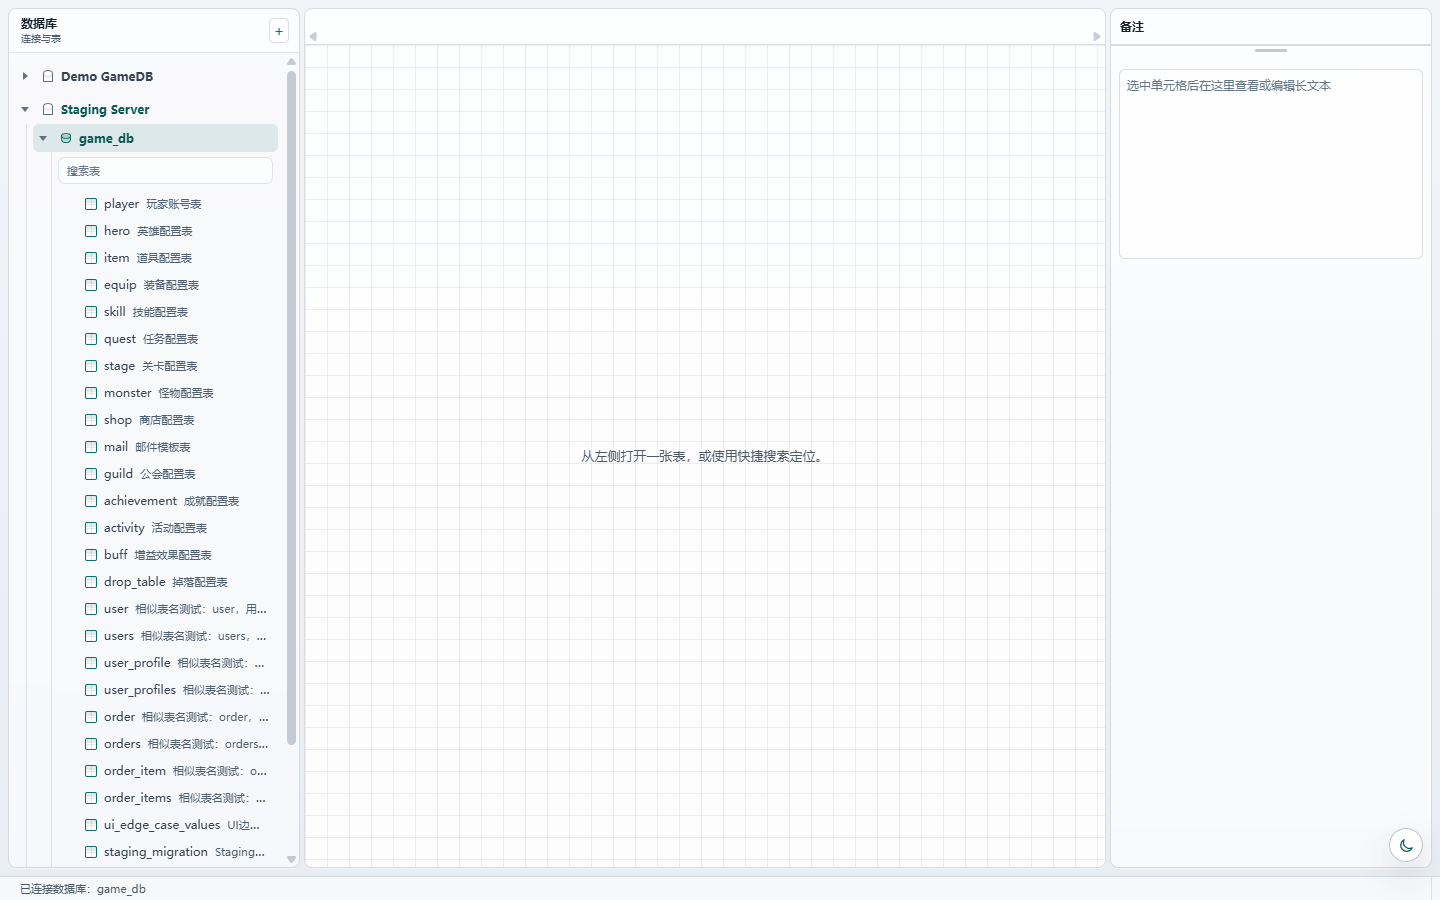 数据库
连接与表
+
Demo GameDB
Staging Server
game_db
搜索表
player 玩家账号表
hero 英雄配置表
item 道具配置表
equip 装备配置表
skill 技能配置表
quest 任务配置表
stage 关卡配置表
monster 怪物配置表
shop 商店配置表
mail 邮件模板表
guild 公会配置表
achievement 成就配置表
activity 活动配置表
buff 增益效果配置表
drop_table 掉落配置表
user 相似表名测试：user，用...
users 相似表名测试：users，...
user_profile 相似表名测试：...
user_profiles 相似表名测试：...
order 相似表名测试：order，...
orders 相似表名测试：orders...
order_item 相似表名测试：o...
order_items 相似表名测试：...
ui_edge_case_values UI边...
staging_migration Staging...
从左侧打开一张表，或使用快捷搜索定位。
备注
选中单元格后在这里查看或编辑长文本
已连接数据库：game_db